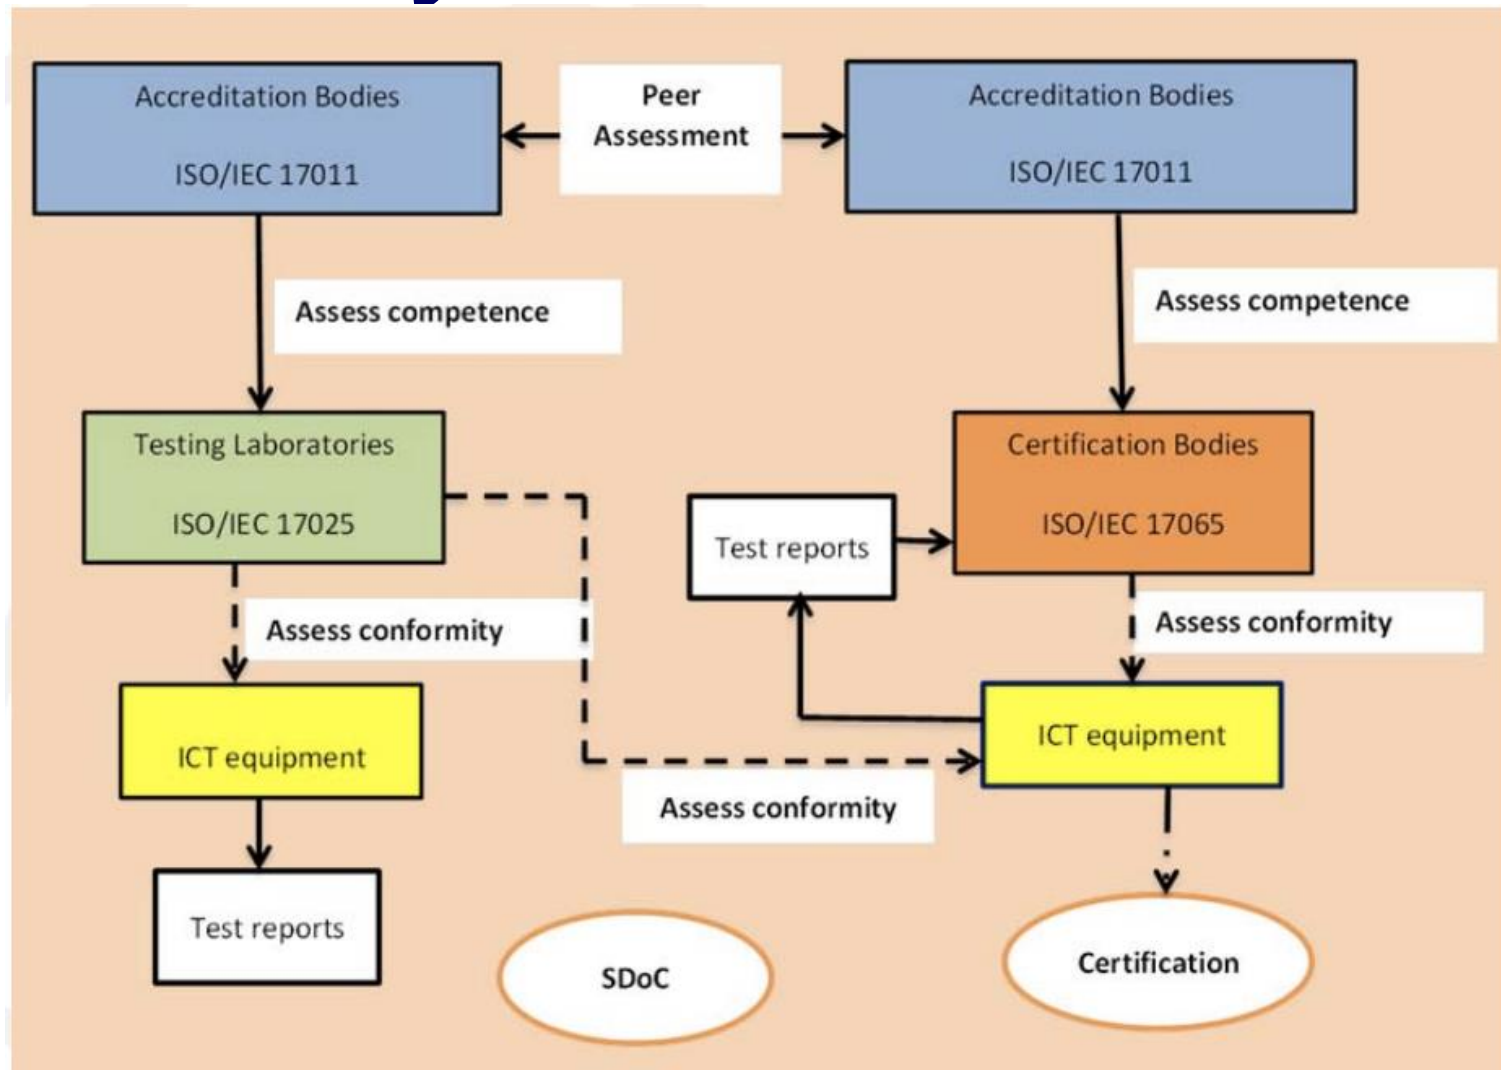 Accreditation Bodies
ISO/IEC 17011
Peer
Assessment
Accreditation Bodies
ISO/IEC 17011
Assess competence
Assess competence
Testing Laboratories
ISO/IEC 17025
Certification Bodies
ISO/IEC 17065
Test reports
Assess conformity
Assess conformity
ICT equipment
ICT equipment
Assess conformity
Test reports
SDoC
Certification